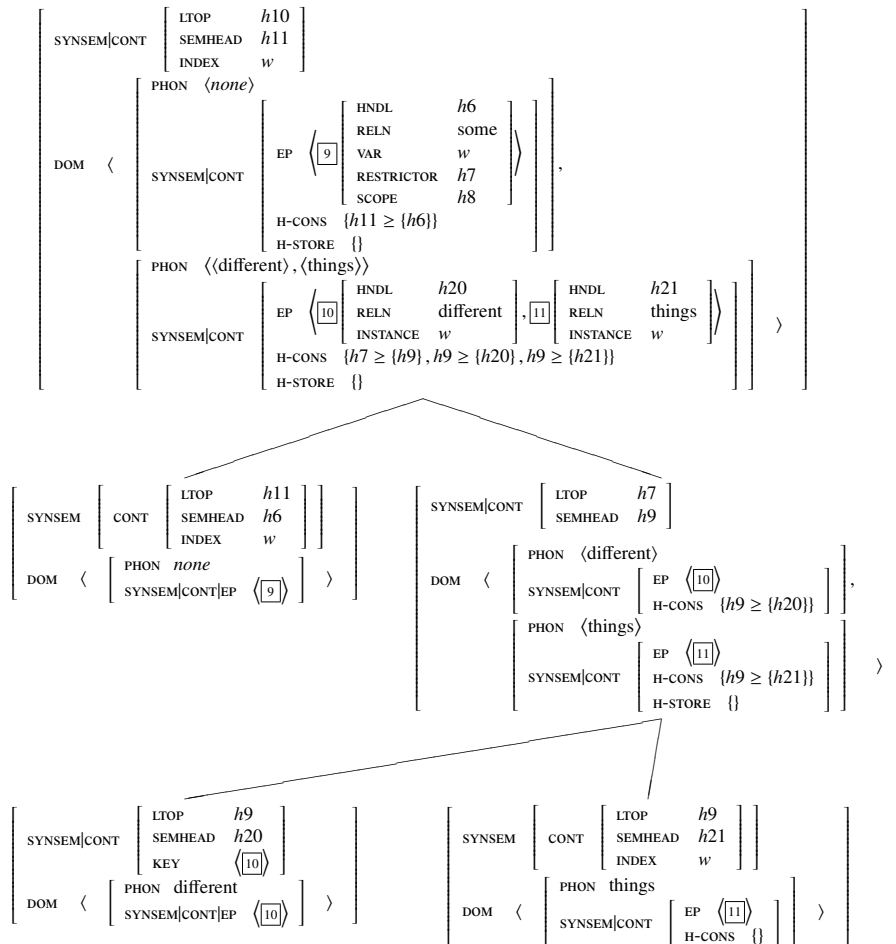 SYNSEM|CONT [ LTOP h10
SEMHEAD h11
INDEX w ]
DOM ⟨ [ PHON ⟨none⟩
SYNSEM|CONT [ EP ⟨ [9] [ HNDL h6
RELN some
VAR w
RESTRICTOR h7
SCOPE h8 ] ⟩
H-CONS {h11 ≥ {h6}}
H-STORE {} ] ],
[ PHON ⟨⟨different⟩ , ⟨things⟩⟩
SYNSEM|CONT [ EP ⟨ [10] [ HNDL h20
RELN different
INSTANCE w ] , [11] [ HNDL h21
RELN things
INSTANCE w ] ⟩
H-CONS {h7 ≥ {h9} , h9 ≥ {h20} , h9 ≥ {h21}}
H-STORE {} ] ] ⟩
SYNSEM [ CONT [ LTOP h11
SEMHEAD h6
INDEX w ] ]
DOM ⟨ [ PHON none
SYNSEM|CONT|EP ⟨[9]⟩ ] ⟩
SYNSEM|CONT [ LTOP h7
SEMHEAD h9 ]
DOM ⟨ [ PHON ⟨different⟩
SYNSEM|CONT [ EP ⟨[10]⟩
H-CONS {h9 ≥ {h20}} ] ],
[ PHON ⟨things⟩
SYNSEM|CONT [ EP ⟨[11]⟩
H-CONS {h9 ≥ {h21}}
H-STORE {} ] ] ⟩
SYNSEM|CONT [ LTOP h9
SEMHEAD h20
KEY ⟨[10]⟩ ]
DOM ⟨ [ PHON different
SYNSEM|CONT|EP ⟨[10]⟩ ] ⟩
SYNSEM [ CONT [ LTOP h9
SEMHEAD h21
INDEX w ] ]
DOM ⟨ [ PHON things
SYNSEM|CONT [ EP ⟨[11]⟩
H-CONS {} ] ] ⟩